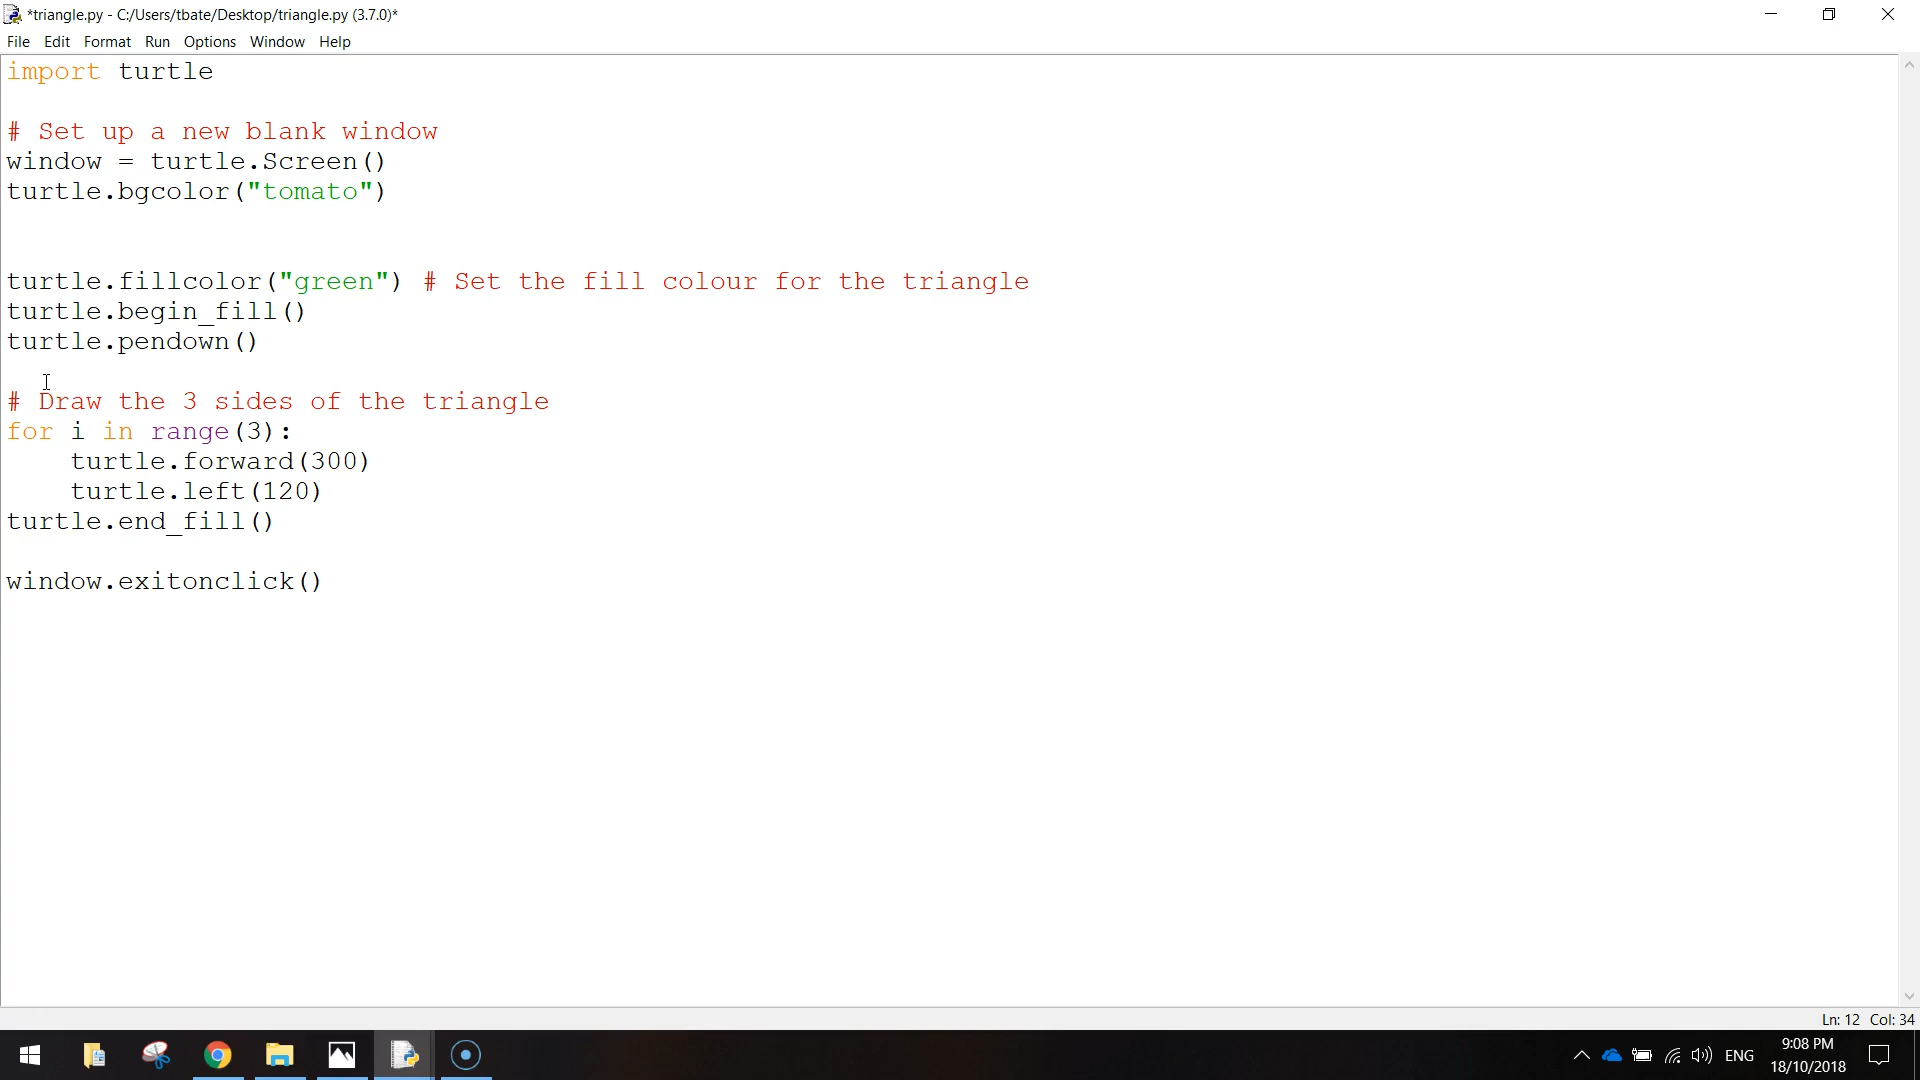 *triangle.py - C:/Users/tbate/Desktop/triangle.py (3.7.0)*
File Edit Format Run Options Window Help
import turtle
# Set up a new blank window
window = turtle.Screen()
turtle.bgcolor("tomato")
turtle.fillcolor("green") # Set the fill colour for the triangle
turtle.begin_fill()
turtle.pendown()
# Draw the 3 sides of the triangle
for i in range(3):
    turtle.forward(300)
    turtle.left(120)
turtle.end_fill()
window.exitonclick()
Ln: 12 Col: 34
ENG
9:08 PM
18/10/2018